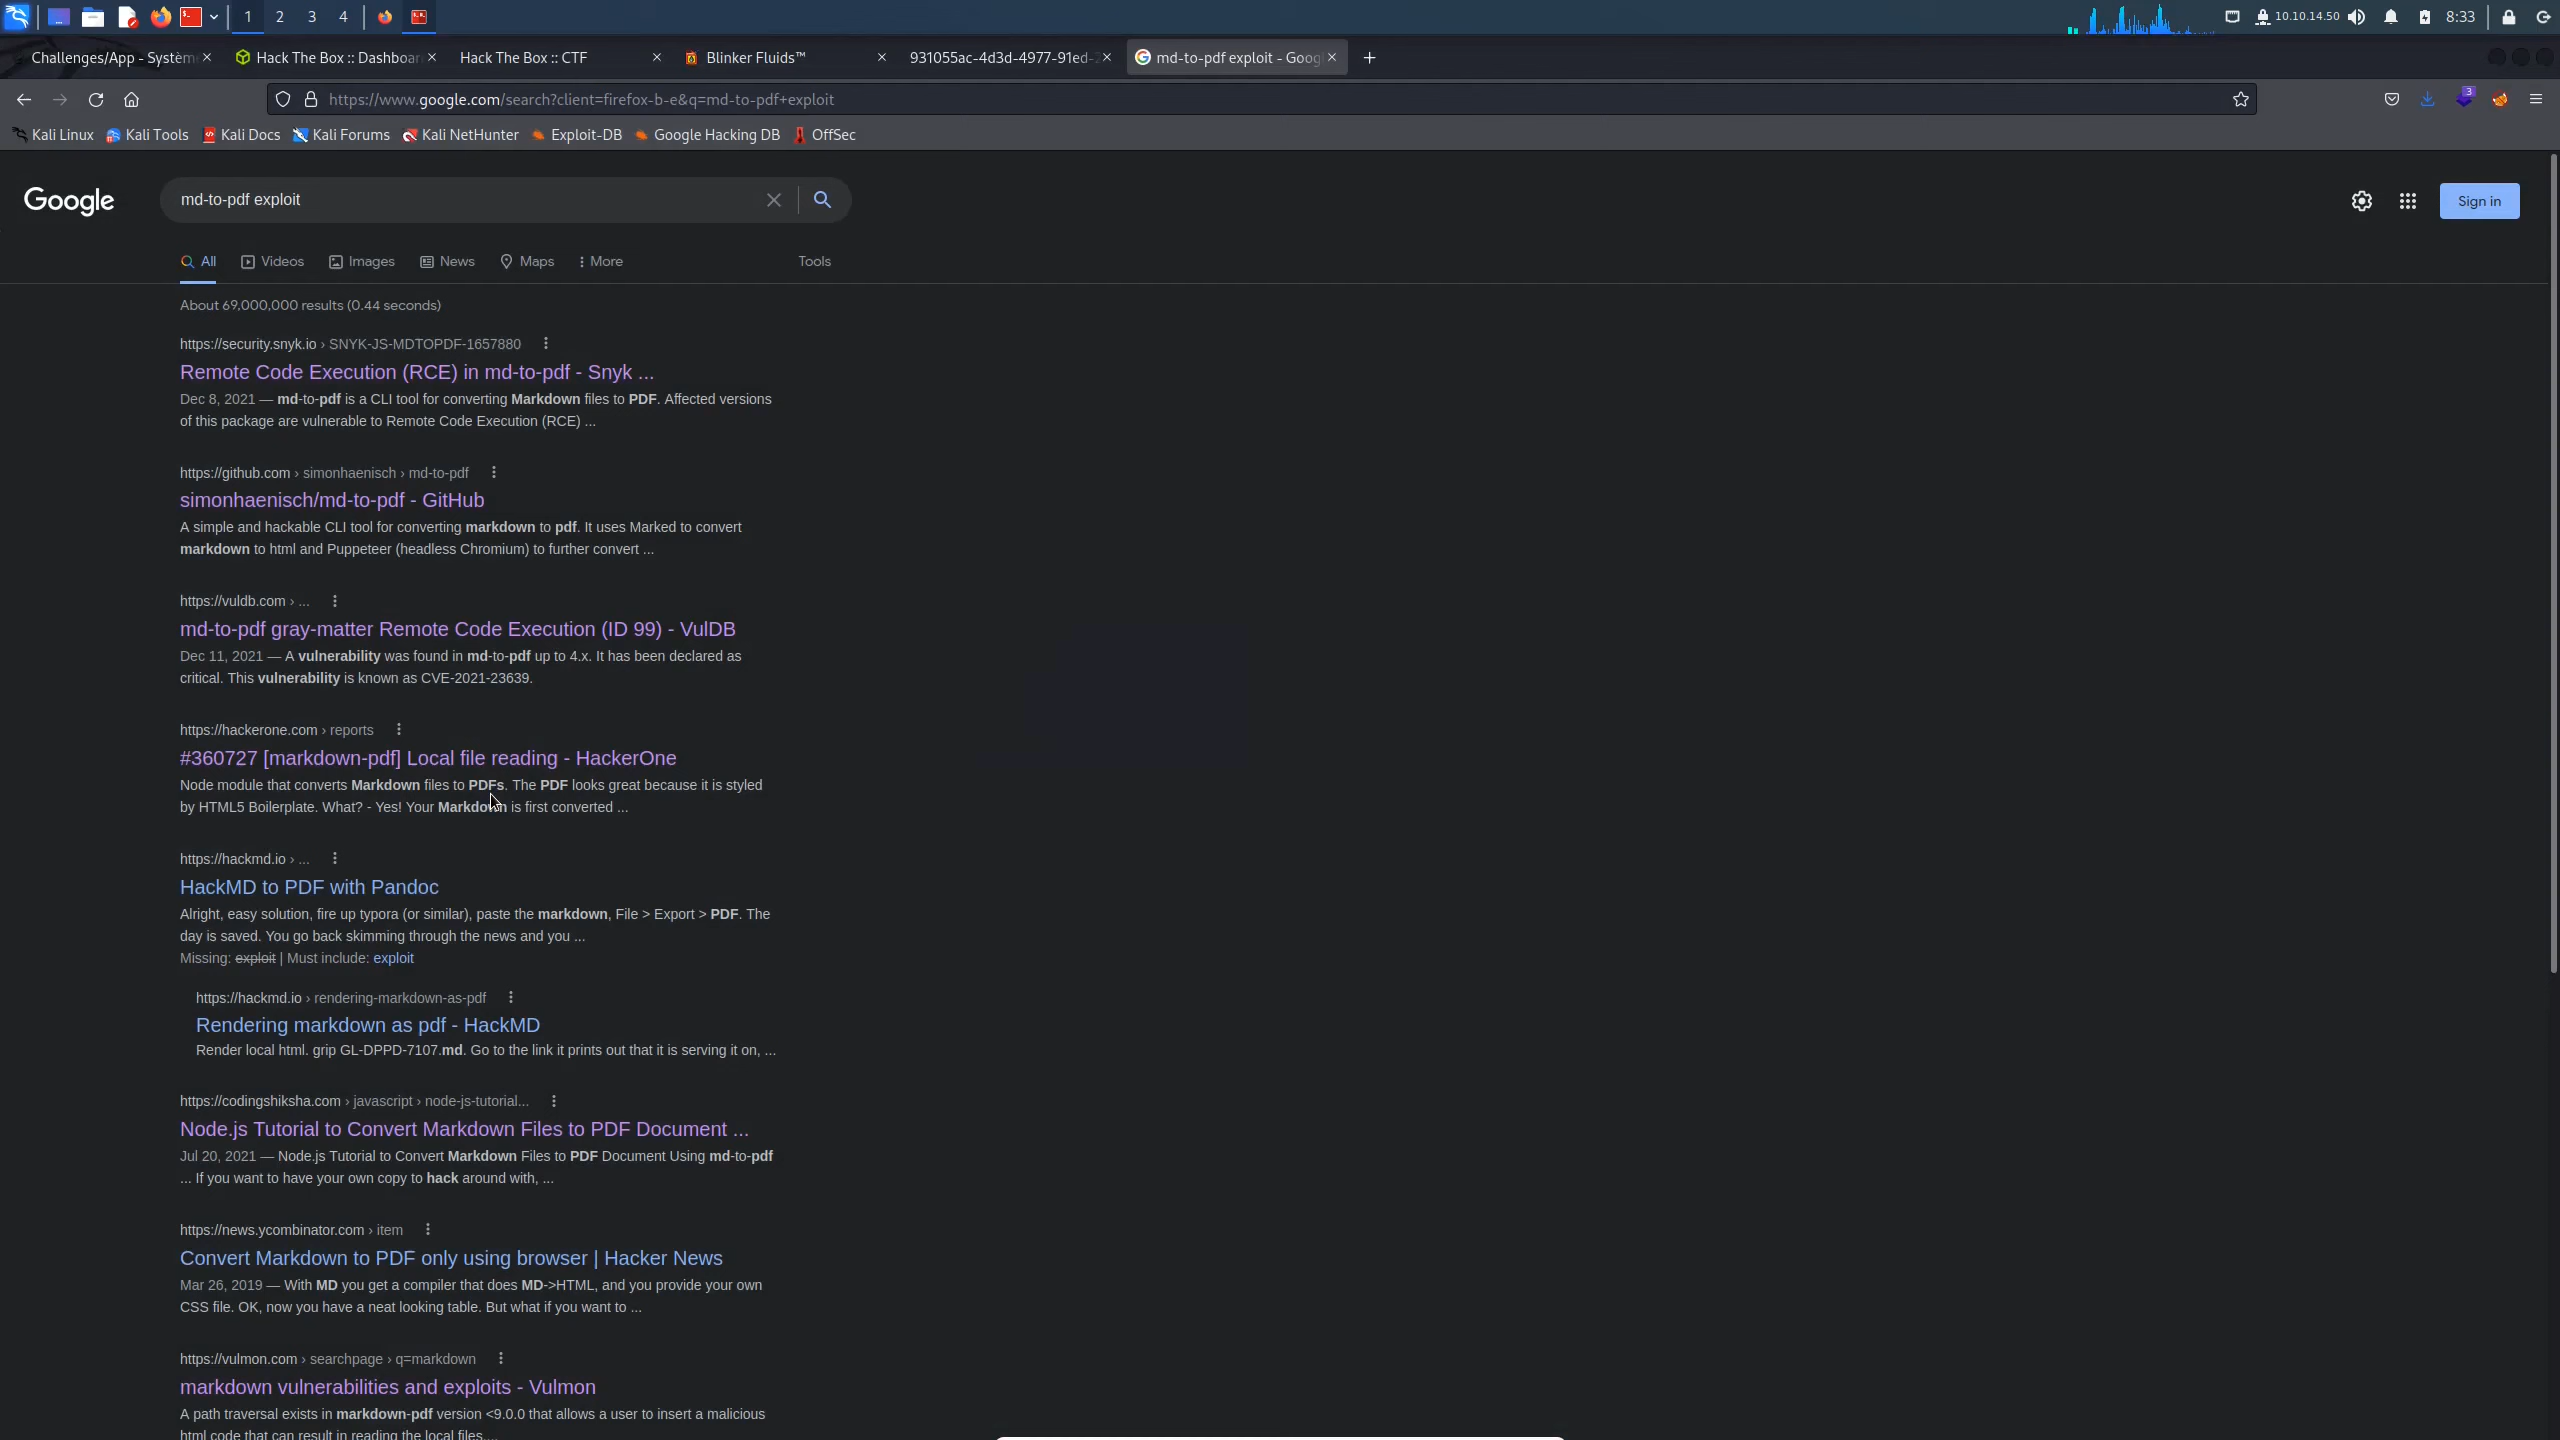 1 2 3 4 10.10.14.50 8:33
Challenges/App - Systèm Hack The Box :: Dashboar Hack The Box :: CTF Blinker Fluids™ 931055ac-4d3d-4977-91ed- md-to-pdf exploit - Goog
https://www.google.com/search?client=firefox-b-e&q=md-to-pdf+exploit 3
Kali Linux Kali Tools Kali Docs Kali Forums Kali NetHunter Exploit-DB Google Hacking DB OffSec
Google md-to-pdf exploit Sign in
All Videos Images News Maps More Tools
About 69,000,000 results (0.44 seconds)
https://security.snyk.io › SNYK-JS-MDTOPDF-1657880
Remote Code Execution (RCE) in md-to-pdf - Snyk ...
Dec 8, 2021 — md-to-pdf is a CLI tool for converting Markdown files to PDF. Affected versions
of this package are vulnerable to Remote Code Execution (RCE) ...
https://github.com › simonhaenisch › md-to-pdf
simonhaenisch/md-to-pdf - GitHub
A simple and hackable CLI tool for converting markdown to pdf. It uses Marked to convert
markdown to html and Puppeteer (headless Chromium) to further convert ...
https://vuldb.com › ...
md-to-pdf gray-matter Remote Code Execution (ID 99) - VulDB
Dec 11, 2021 — A vulnerability was found in md-to-pdf up to 4.x. It has been declared as
critical. This vulnerability is known as CVE-2021-23639.
https://hackerone.com › reports
#360727 [markdown-pdf] Local file reading - HackerOne
Node module that converts Markdown files to PDFs. The PDF looks great because it is styled
by HTML5 Boilerplate. What? - Yes! Your Markdown is first converted ...
https://hackmd.io › ...
HackMD to PDF with Pandoc
Alright, easy solution, fire up typora (or similar), paste the markdown, File > Export > PDF. The
day is saved. You go back skimming through the news and you ...
Missing: exploit | Must include: exploit
https://hackmd.io › rendering-markdown-as-pdf
Rendering markdown as pdf - HackMD
Render local html. grip GL-DPPD-7107.md. Go to the link it prints out that it is serving it on, ...
https://codingshiksha.com › javascript › node-js-tutorial...
Node.js Tutorial to Convert Markdown Files to PDF Document ...
Jul 20, 2021 — Node.js Tutorial to Convert Markdown Files to PDF Document Using md-to-pdf
... If you want to have your own copy to hack around with, ...
https://news.ycombinator.com › item
Convert Markdown to PDF only using browser | Hacker News
Mar 26, 2019 — With MD you get a compiler that does MD->HTML, and you provide your own
CSS file. OK, now you have a neat looking table. But what if you want to ...
https://vulmon.com › searchpage › q=markdown
markdown vulnerabilities and exploits - Vulmon
A path traversal exists in markdown-pdf version <9.0.0 that allows a user to insert a malicious
html code that can result in reading the local files....